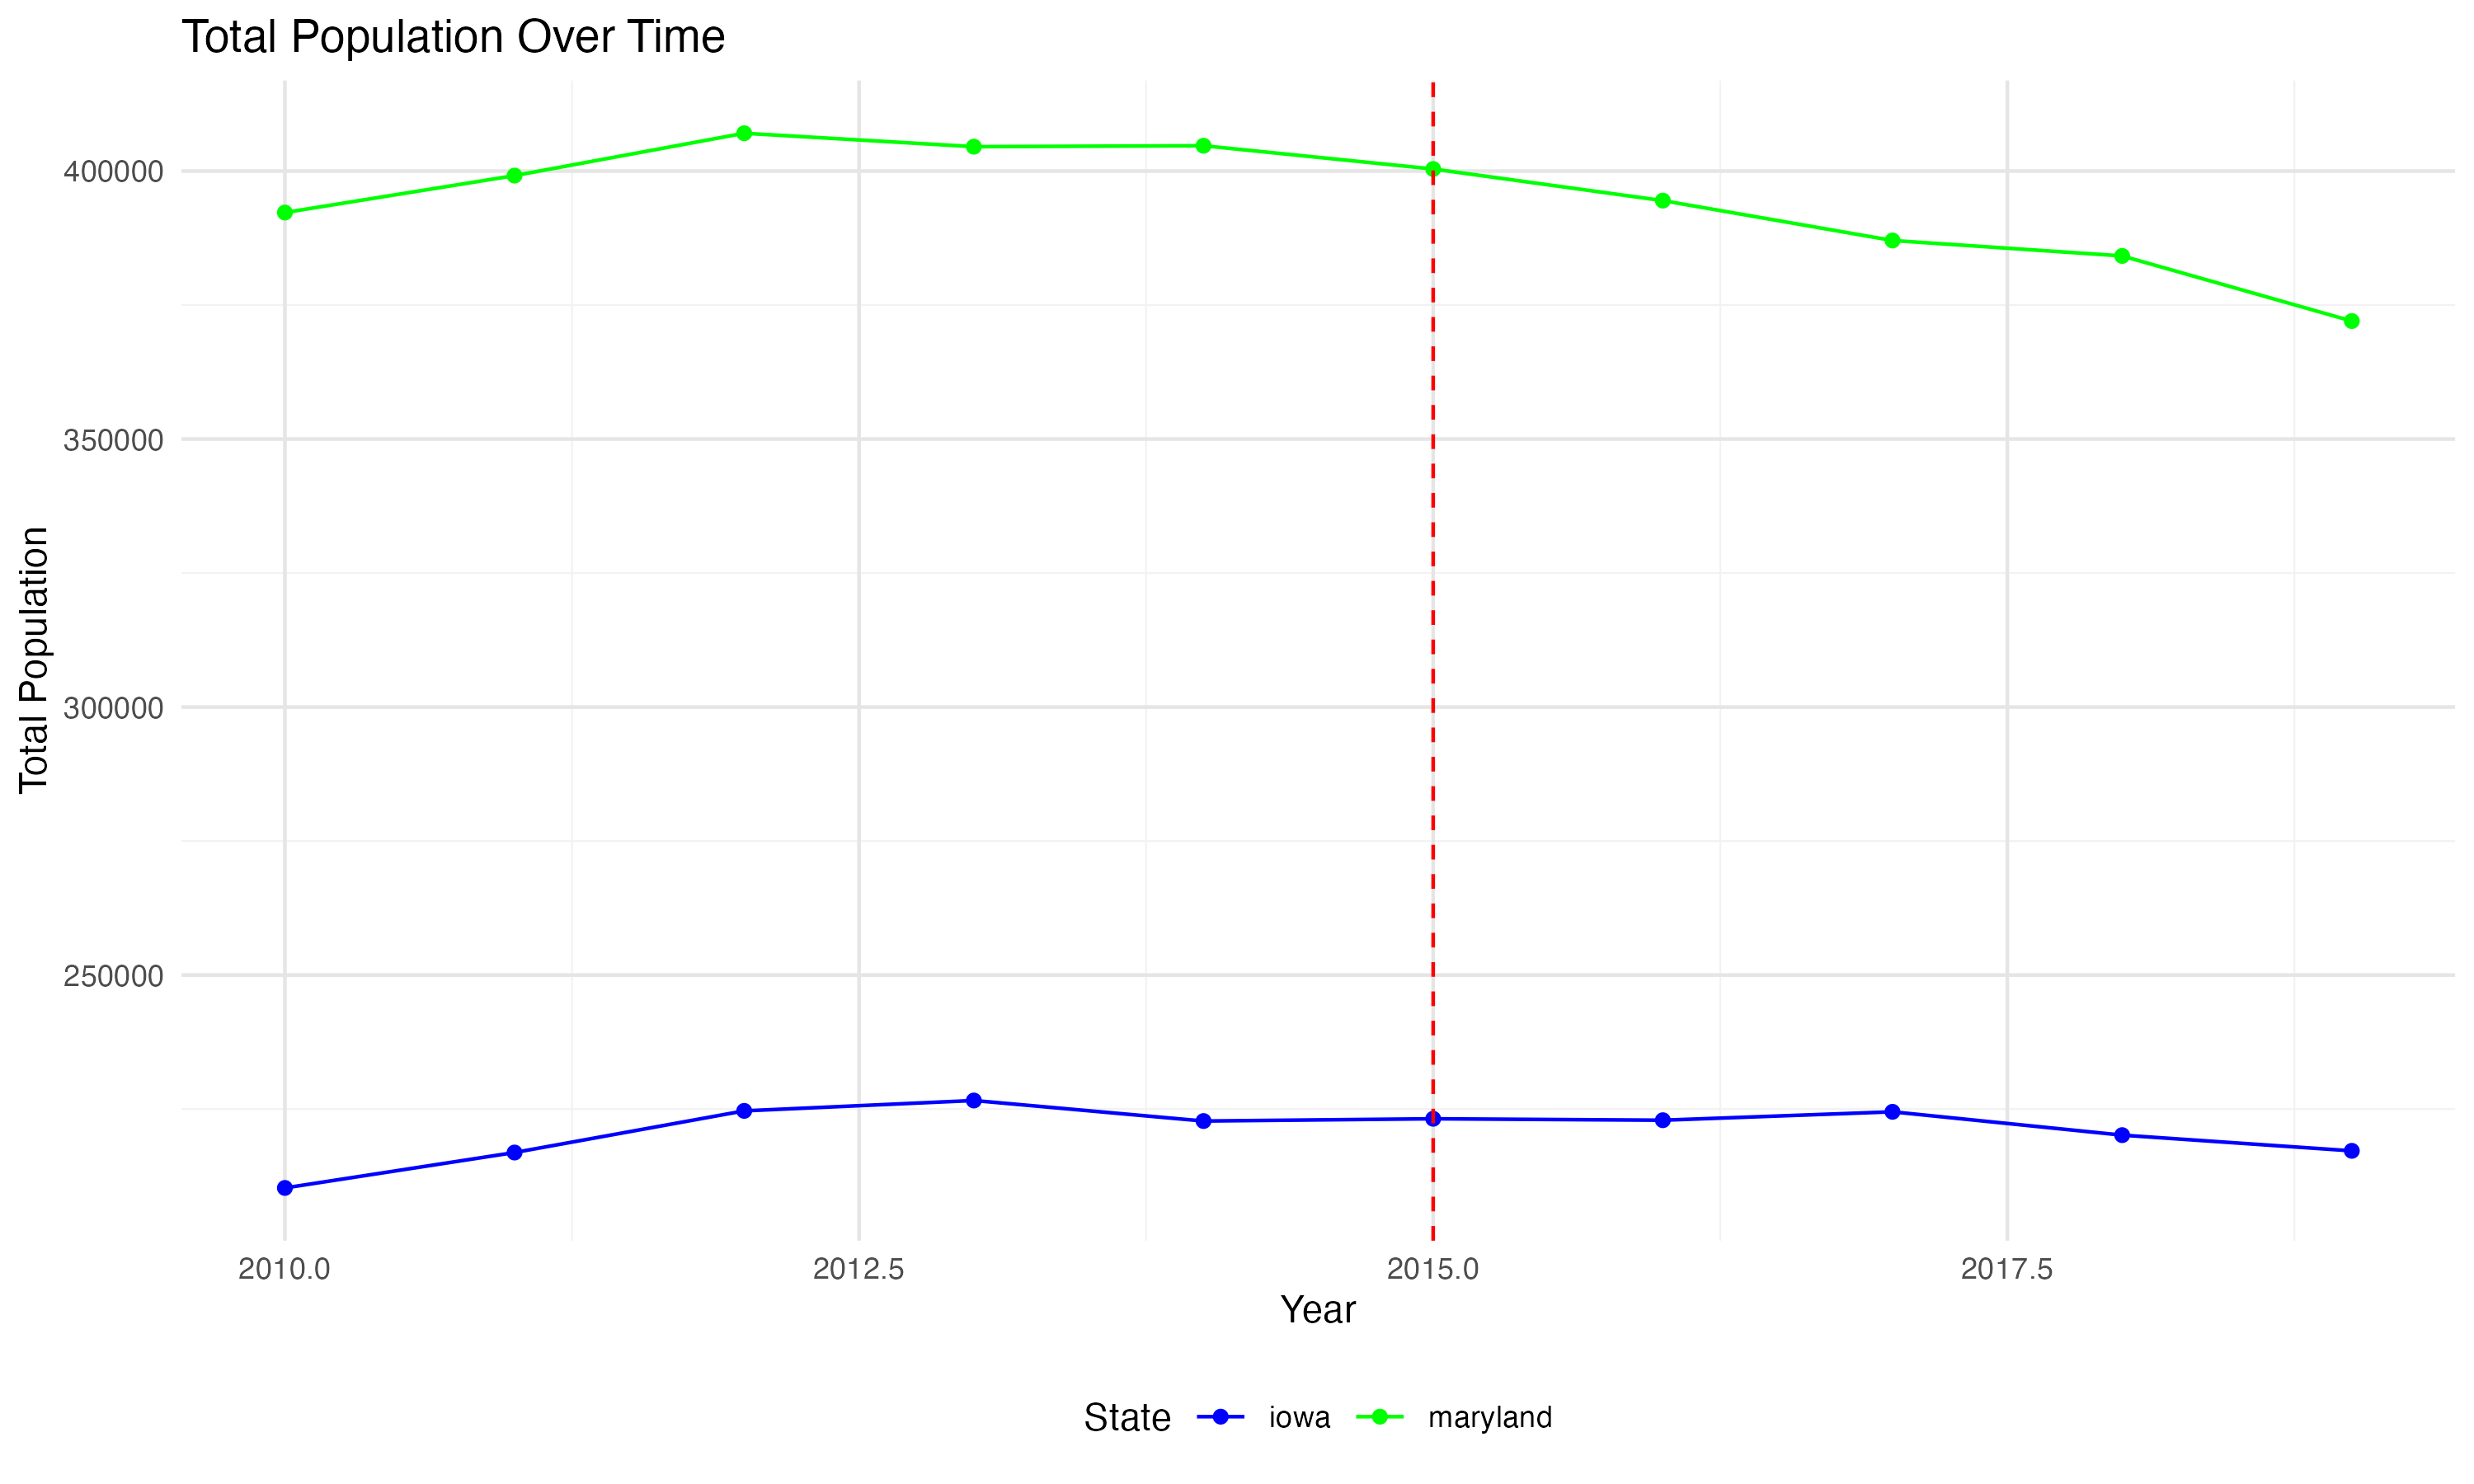 Total Population Over Time
Total Population
400000
350000
300000
250000
2010.0 2012.5 2015.0 2017.5
Year
State iowa maryland